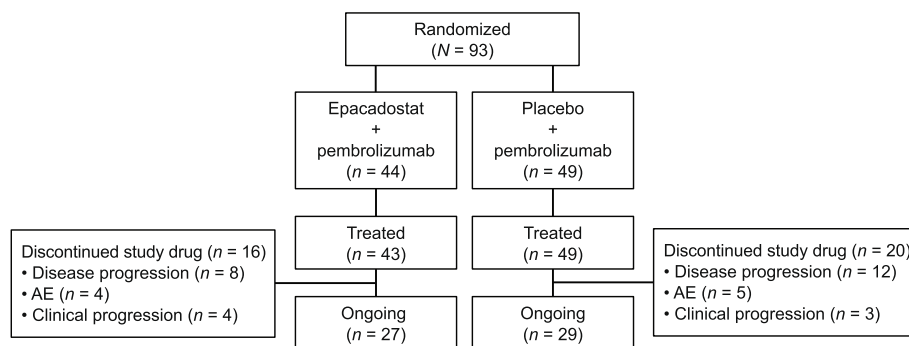 Randomized
(N = 93)
Epacadostat
+
pembrolizumab
(n = 44)
Placebo
+
pembrolizumab
(n = 49)
Treated
(n = 43)
Treated
(n = 49)
Discontinued study drug (n = 16)
• Disease progression (n = 8)
• AE (n = 4)
• Clinical progression (n = 4)
Discontinued study drug (n = 20)
• Disease progression (n = 12)
• AE (n = 5)
• Clinical progression (n = 3)
Ongoing
(n = 27)
Ongoing
(n = 29)